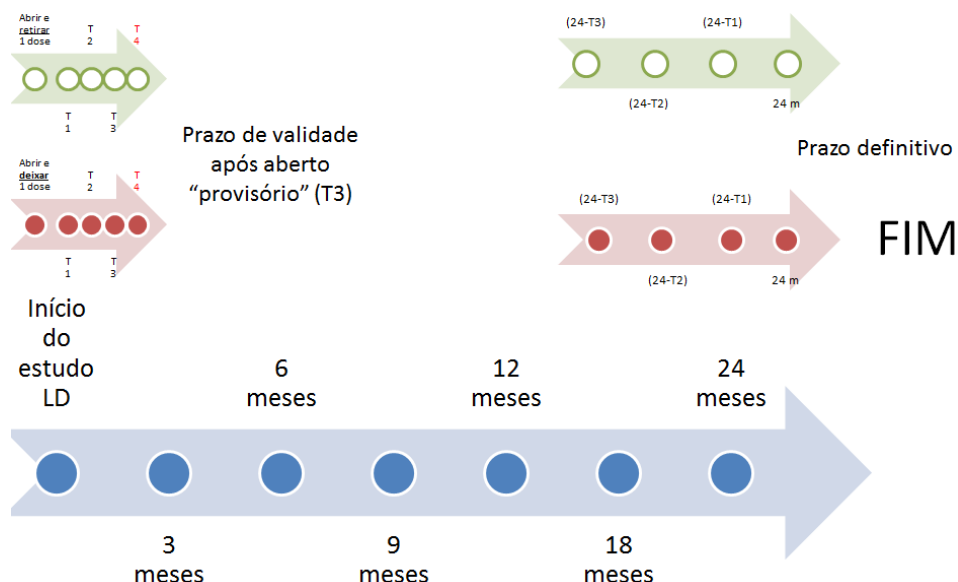 Abrir e
retirar
1 dose
T
2
T
4
T
1
T
3
(24-T3)
(24-T1)
(24-T2)
24 m
Prazo de validade
após aberto
“provisório” (T3)
Prazo definitivo
Abrir e
deixar
1 dose
T
2
T
4
T
1
T
3
(24-T3)
(24-T1)
(24-T2)
24 m
FIM
Início
do
estudo
LD
6
meses
12
meses
24
meses
3
meses
9
meses
18
meses